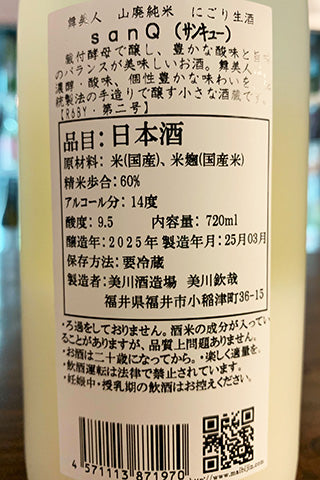 舞美人 山廃純米 にごり生酒
sanQ (サンキュー)
蔵付酵母で醸し、豊かな酸味と旨
のバランスが美味しいお酒。舞美人
濃醇・酸味、個性豊かな味わいを
統製法の手造りで醸す小さな酒蔵です
【R6BY・第二号】
品目：日本酒
原材料： 米(国産)、米麹(国産米)
精米歩合：60%
アルコール分：14度
酸度：9.5 内容量：720ml
醸造年：2025年 製造年月：25月03月
保存方法：要冷蔵
製造者：美川酒造場 美川欽哉
福井県福井市小稲津町36-15
ろ過をしておりません。酒米の成分が入ってい
ることがありますが、品質上問題ありません。
・お酒は二十歳になってから。・楽しく適量を。
・飲酒運転は法律で禁止されています。
・妊娠中・授乳期の飲酒はお控えください。
4 571113 871970
www.maibijin.com